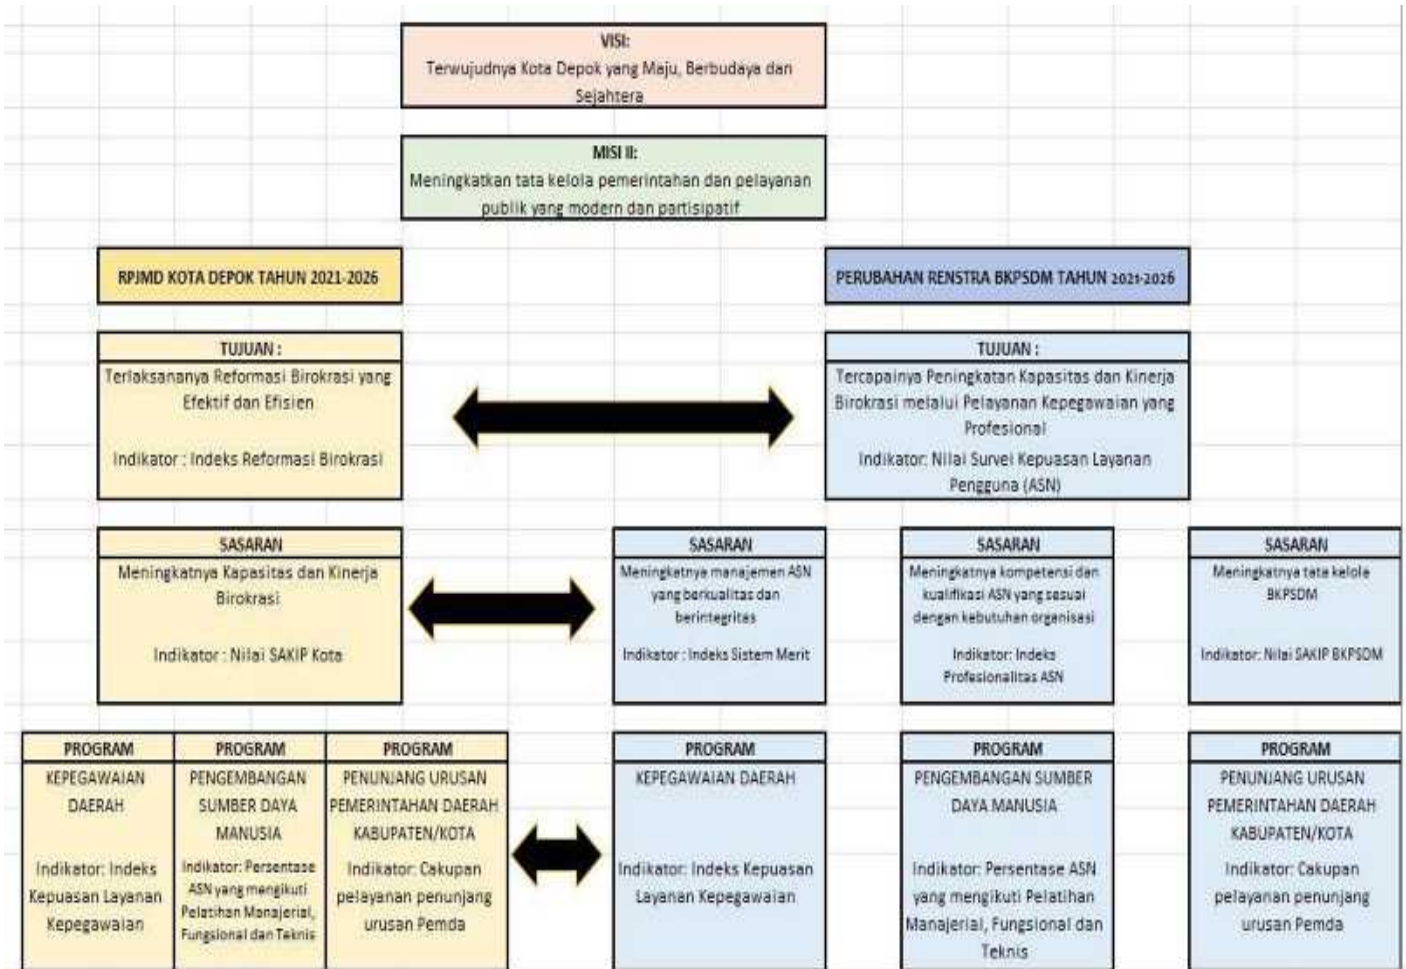 VISI:
Terwujudnya Kota Depok yang Maju, Berbudaya dan
Sejahtera
MISI II:
Meningkatkan tata kelola pemerintahan dan pelayanan
publik yang modern dan partisipatif
RPJMD KOTA DEPOK TAHUN 2021-2026
PERUBAHAN RENSTRA BKPSDM TAHUN 2021-2026
TUJUAN :
Terlaksananya Reformasi Birokrasi yang
Efektif dan Efisien
Indikator : Indeks Reformasi Birokrasi
TUJUAN :
Tercapainya Peningkatan Kapasitas dan Kinerja
Birokrasi melalui Pelayanan Kepegawaian yang
Profesional
Indikator: Nilai Survei Kepuasan Layanan
Pengguna (ASN)
SASARAN
Meningkatnya Kapasitas dan Kinerja
Birokrasi
Indikator : Nilai SAKIP Kota
SASARAN
Meningkatnya manajemen ASN
yang berkualitas dan
berintegritas
Indikator : Indeks Sistem Merit
SASARAN
Meningkatnya kompetensi dan
kualifikasi ASN yang sesuai
dengan kebutuhan organisasi
Indikator: Indeks
Profesionalitas ASN
SASARAN
Meningkatnya tata kelola
BKPSDM
Indikator: Nilai SAKIP BKPSDM
PROGRAM
KEPEGAWAIAN
DAERAH
Indikator: Indeks
Kepuasan Layanan
Kepegawaian
PROGRAM
PENGEMBANGAN
SUMBER DAYA
MANUSIA
Indikator: Persentase
ASN yang mengikuti
Pelatihan Manajerial,
Fungsional dan Teknis
PROGRAM
PENUNJANG URUSAN
PEMERINTAHAN DAERAH
KABUPATEN/KOTA
Indikator: Cakupan
pelayanan penunjang
urusan Pemda
PROGRAM
KEPEGAWAIAN DAERAH
Indikator: Indeks Kepuasan
Layanan Kepegawaian
PROGRAM
PENGEMBANGAN SUMBER
DAYA MANUSIA
Indikator: Persentase ASN
yang mengikuti Pelatihan
Manajerial, Fungsional dan
Teknis
PROGRAM
PENUNJANG URUSAN
PEMERINTAHAN DAERAH
KABUPATEN/KOTA
Indikator: Cakupan
pelayanan penunjang
urusan Pemda